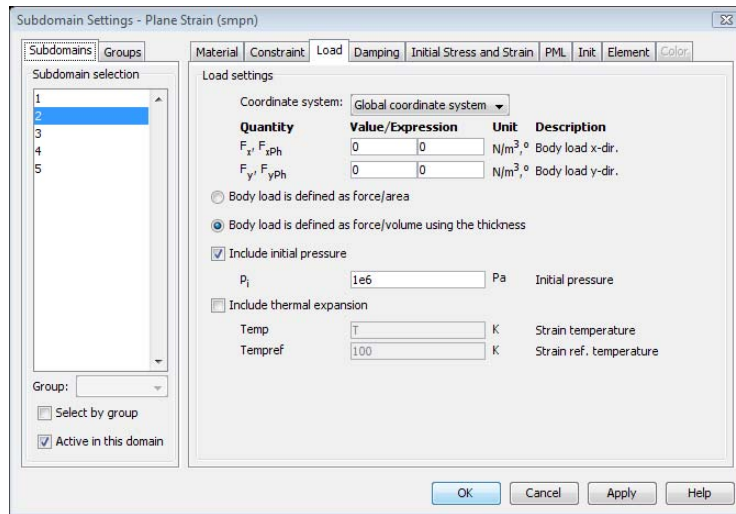 Subdomain Settings - Plane Strain (smpn)
Subdomains Groups
Subdomain selection
1
2
3
4
5
Group:
Select by group
Active in this domain
Material Constraint Load Damping Initial Stress and Strain PML Init Element Color
Load settings
Coordinate system: Global coordinate system
Quantity Value/Expression Unit Description
Fx, FxPh 0 0 N/m³,º Body load x-dir.
Fy, FyPh 0 0 N/m³,º Body load y-dir.
Body load is defined as force/area
Body load is defined as force/volume using the thickness
Include initial pressure
pi 1e6 Pa Initial pressure
Include thermal expansion
Temp T K Strain temperature
Tempref 100 K Strain ref. temperature
OK Cancel Apply Help